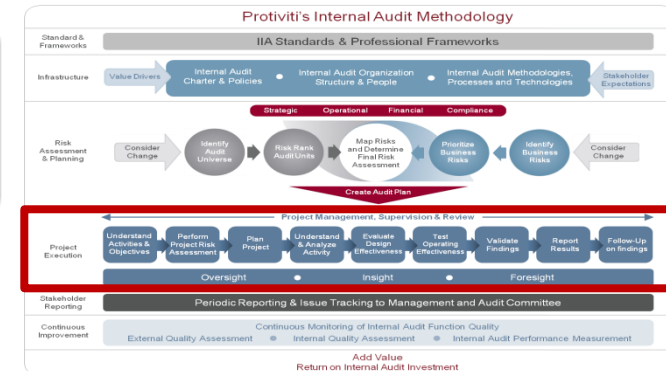 Protiviti's Internal Audit Methodology
Standard &
Frameworks
IIA Standards & Professional Frameworks
Infrastructure
Value Drivers
Internal Audit
Charter & Policies
Internal Audit Organization
Structure & People
Internal Audit Methodologies,
Processes and Technologies
Stakeholder
Expectations
Strategic Operational Financial Compliance
Risk
Assessment
& Planning
Consider
Change
Identify
Audit
Universe
Risk Rank
Audit Units
Map Risks
and Determine
Final Risk
Assessment
Prioritize
Business
Risks
Identify
Business
Risks
Consider
Change
Create Audit Plan
Project Management, Supervision & Review
Project
Execution
Understand
Activities &
Objectives
Perform
Project Risk
Assessment
Plan
Project
Understand
& Analyze
Activity
Evaluate
Design
Effectiveness
Test
Operating
Effectiveness
Validate
Findings
Report
Results
Follow-Up
on findings
Oversight Insight Foresight
Stakeholder
Reporting
Periodic Reporting & Issue Tracking to Management and Audit Committee
Continuous
Improvement
Continuous Monitoring of Internal Audit Function Quality
External Quality Assessment Internal Quality Assessment Internal Audit Performance Measurement
Add Value
Return on Internal Audit Investment